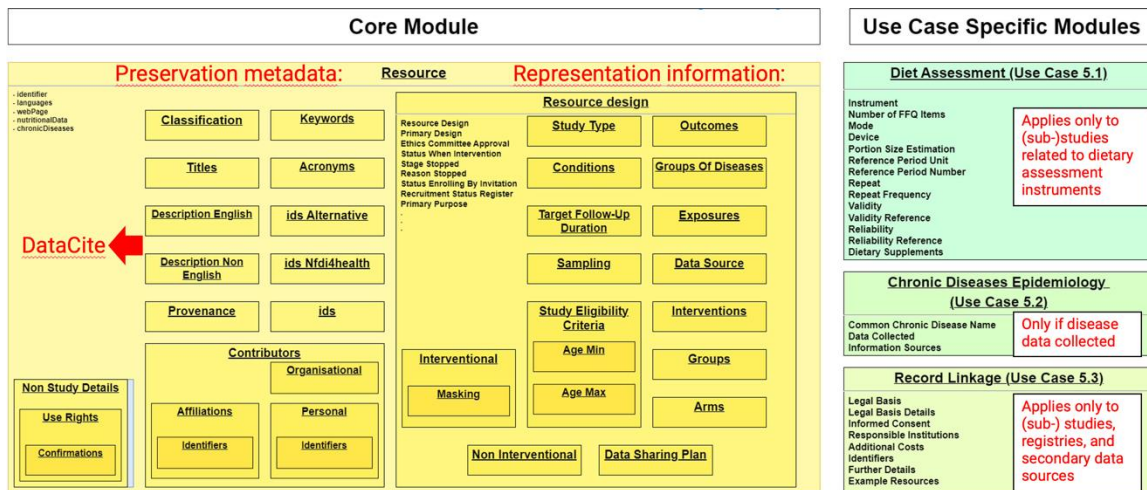 Core Module
Use Case Specific Modules
Preservation metadata:
Resource
Representation information:
- identifier
- languages
- webPage
- nutritionalData
- chronicDiseases
Classification
Keywords
Titles
Acronyms
Description English
ids Alternative
DataCite
Description Non
English
ids Nfdi4health
Provenance
ids
Contributors
Organisational
Affiliations
Identifiers
Personal
Identifiers
Non Study Details
Use Rights
Confirmations
Resource design
Resource Design
Primary Design
Ethics Committee Approval
Status When Intervention
Stage Stopped
Reason Stopped
Status Enrolling By Invitation
Recruitment Status Register
Primary Purpose
.
.
.
Study Type
Outcomes
Conditions
Groups Of Diseases
Target Follow-Up
Duration
Exposures
Sampling
Data Source
Study Eligibility
Criteria
Age Min
Age Max
Interventions
Interventional
Masking
Groups
Arms
Non Interventional
Data Sharing Plan
Diet Assessment (Use Case 5.1)
Instrument
Number of FFQ Items
Mode
Device
Portion Size Estimation
Reference Period Unit
Reference Period Number
Repeat
Repeat Frequency
Validity
Validity Reference
Reliability
Reliability Reference
Dietary Supplements
Applies only to
(sub-)studies
related to dietary
assessment
instruments
Chronic Diseases Epidemiology
(Use Case 5.2)
Common Chronic Disease Name
Data Collected
Information Sources
Only if disease
data collected
Record Linkage (Use Case 5.3)
Legal Basis
Legal Basis Details
Informed Consent
Responsible Institutions
Additional Costs
Identifiers
Further Details
Example Resources
Applies only to
(sub-) studies,
registries, and
secondary data
sources